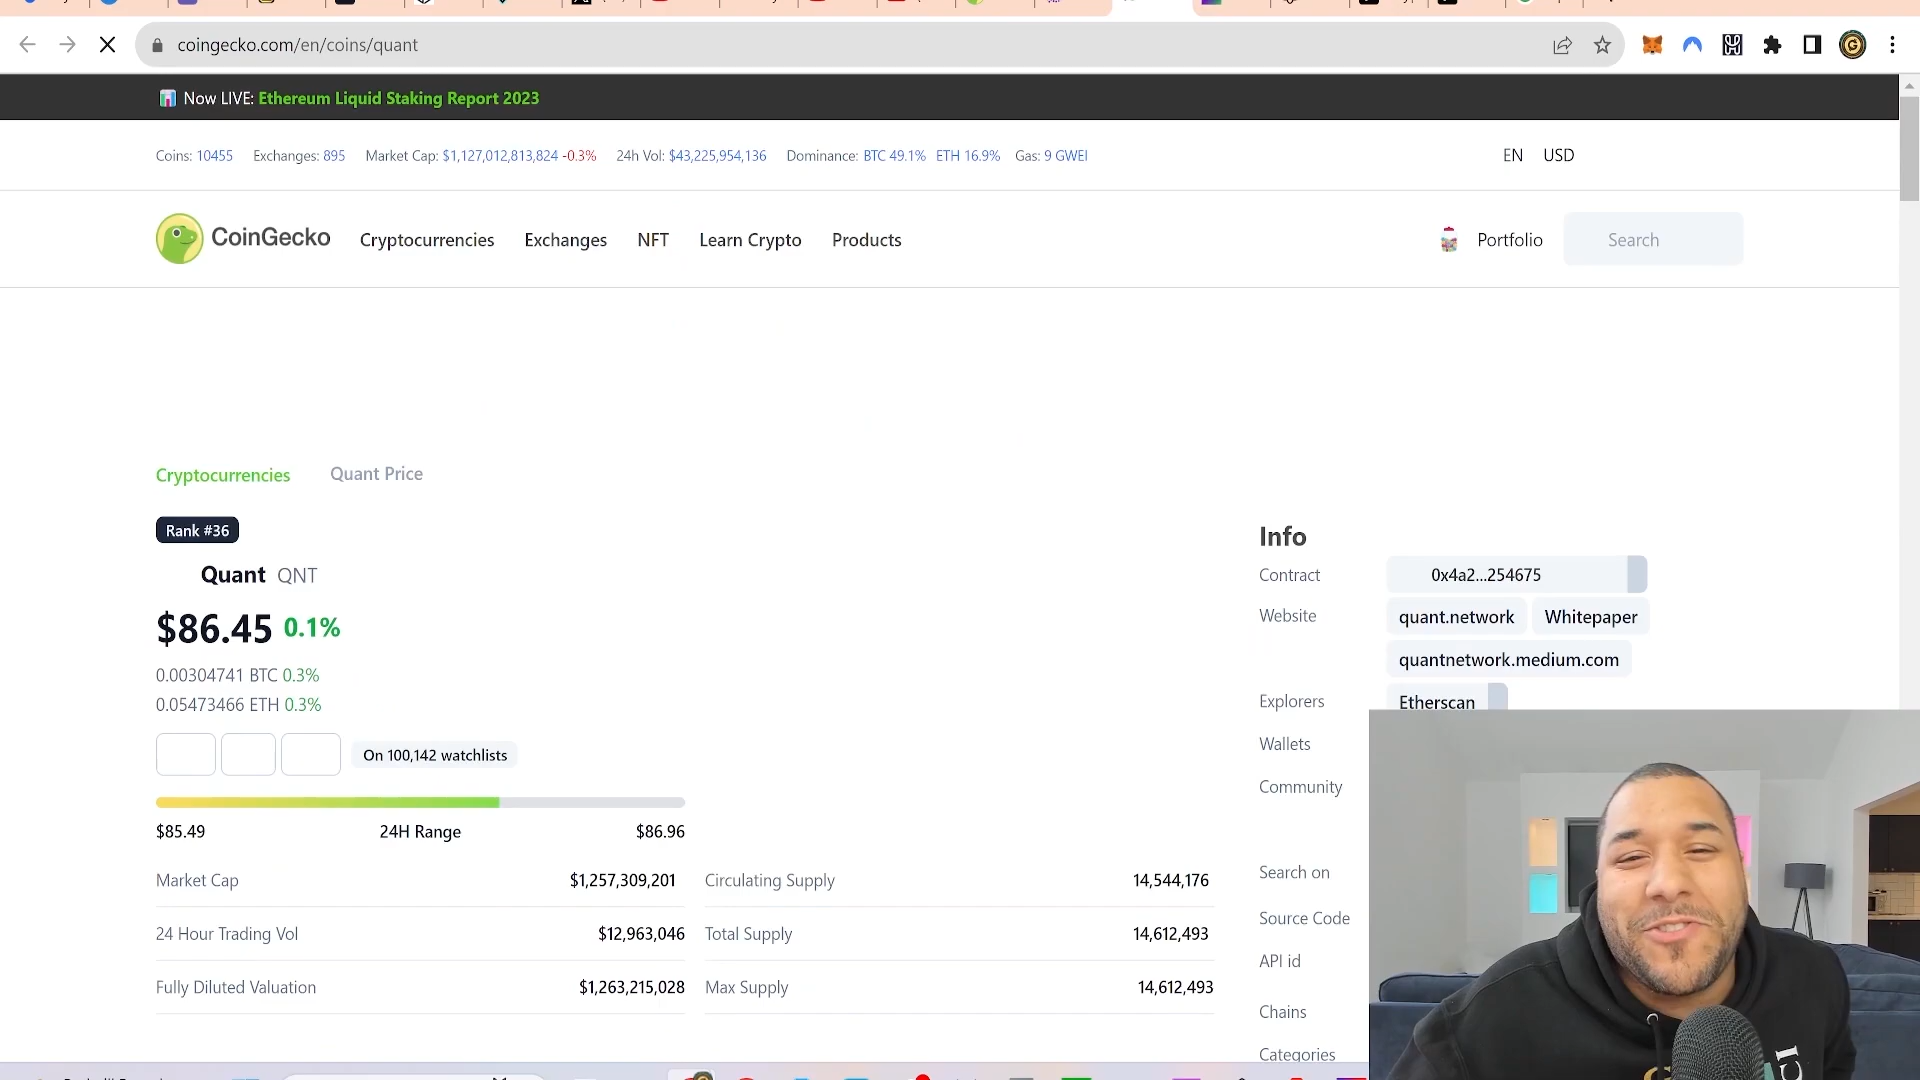 coingecko.com/en/coins/quant
Now LIVE: Ethereum Liquid Staking Report 2023
Coins: 10455 Exchanges: 895 Market Cap: $1,127,012,813,824 -0.3% 24h Vol: $43,225,954,136 Dominance: BTC 49.1% ETH 16.9% Gas: 9 GWEI EN USD
CoinGecko Cryptocurrencies Exchanges NFT Learn Crypto Products Portfolio Search
Cryptocurrencies Quant Price
Rank #36
Quant QNT
$86.45 0.1%
0.00304741 BTC 0.3%
0.05473466 ETH 0.3%
On 100,142 watchlists
$85.49 24H Range $86.96
Market Cap $1,257,309,201 Circulating Supply 14,544,176
24 Hour Trading Vol $12,963,046 Total Supply 14,612,493
Fully Diluted Valuation $1,263,215,028 Max Supply 14,612,493
Info
Contract 0x4a2...254675
Website quant.network Whitepaper
quantnetwork.medium.com
Explorers Etherscan
Wallets
Community
Search on
Source Code
API id
Chains
Categories